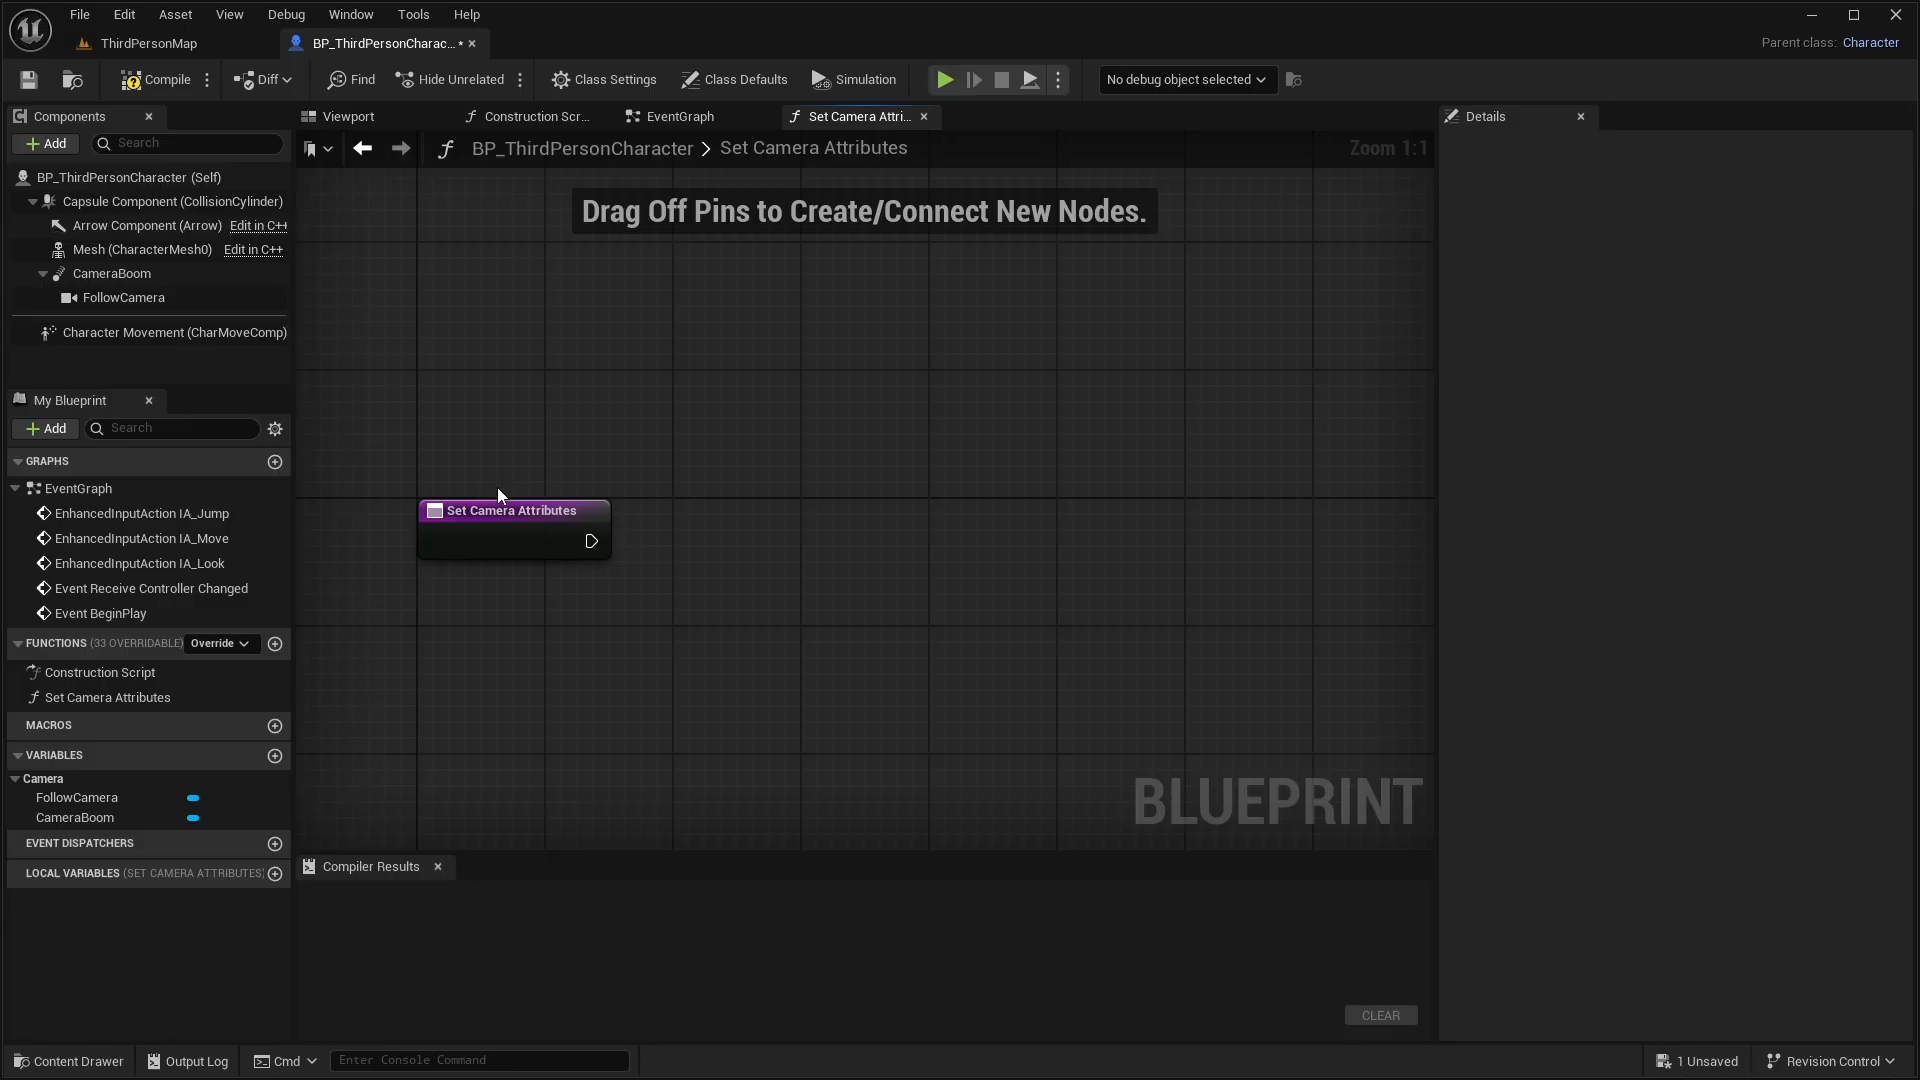 File Edit Asset View Debug Window Tools Help
ThirdPersonMap
BP_ThirdPersonCharac... •
Parent class: Character
Compile
Diff
Find
Hide Unrelated
Class Settings
Class Defaults
Simulation
No debug object selected
Components
Add
Search
BP_ThirdPersonCharacter (Self)
Capsule Component (CollisionCylinder)
Arrow Component (Arrow) Edit in C++
Mesh (CharacterMesh0) Edit in C++
CameraBoom
FollowCamera
Character Movement (CharMoveComp)
My Blueprint
Add
Search
GRAPHS
EventGraph
EnhancedInputAction IA_Jump
EnhancedInputAction IA_Move
EnhancedInputAction IA_Look
Event Receive Controller Changed
Event BeginPlay
FUNCTIONS (33 OVERRIDABLE) Override
Construction Script
Set Camera Attributes
MACROS
VARIABLES
Camera
FollowCamera
CameraBoom
EVENT DISPATCHERS
LOCAL VARIABLES (SET CAMERA ATTRIBUTES)
Viewport
Construction Scr...
EventGraph
Set Camera Attri...
BP_ThirdPersonCharacter > Set Camera Attributes
Zoom 1:1
Drag Off Pins to Create/Connect New Nodes.
Set Camera Attributes
BLUEPRINT
Compiler Results
CLEAR
Details
Content Drawer
Output Log
Cmd
Enter Console Command
1 Unsaved
Revision Control